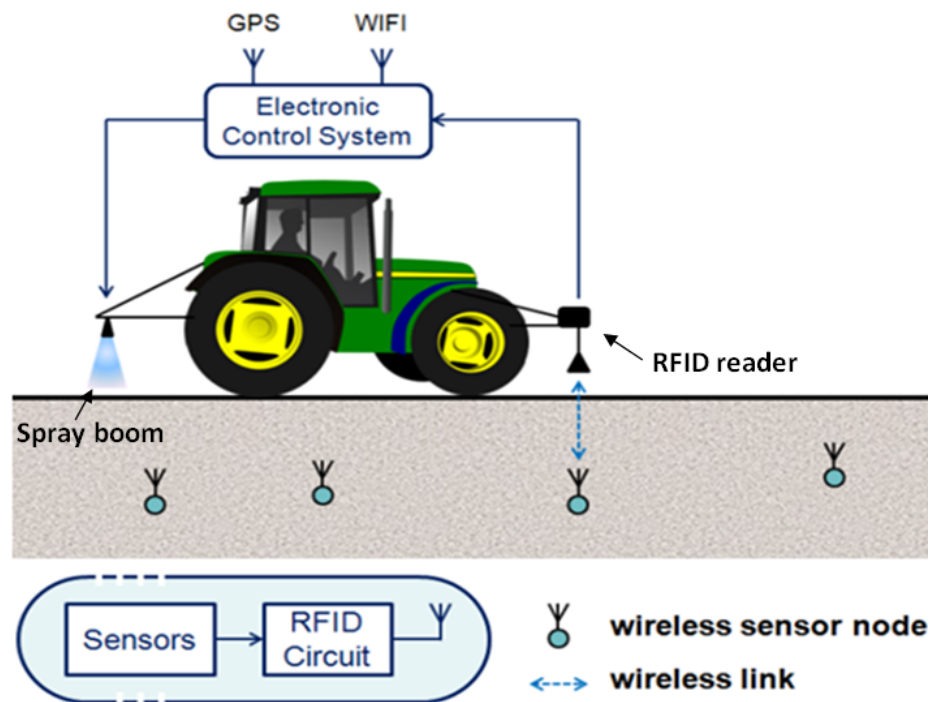 GPS
WIFI
Electronic
Control System
RFID reader
Spray boom
Sensors
RFID
Circuit
wireless sensor node
wireless link